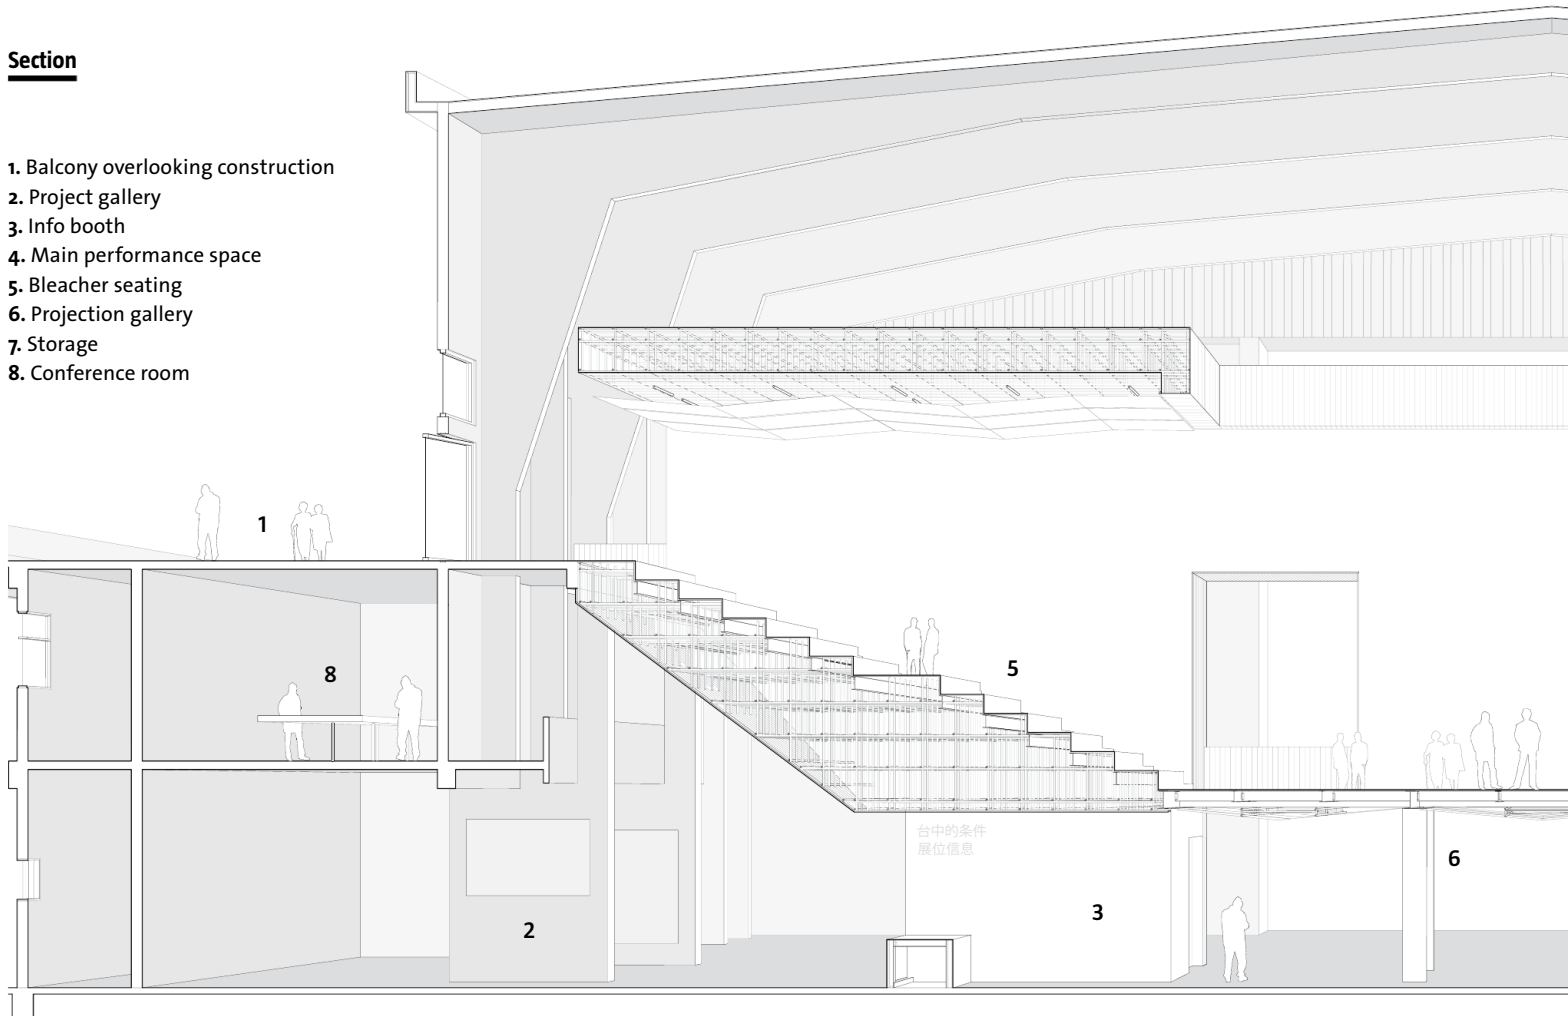 Section
1. Balcony overlooking construction
2. Project gallery
3. Info booth
4. Main performance space
5. Bleacher seating
6. Projection gallery
7. Storage
8. Conference room
1
8
5
台中的条件
展位信息
6
3
2